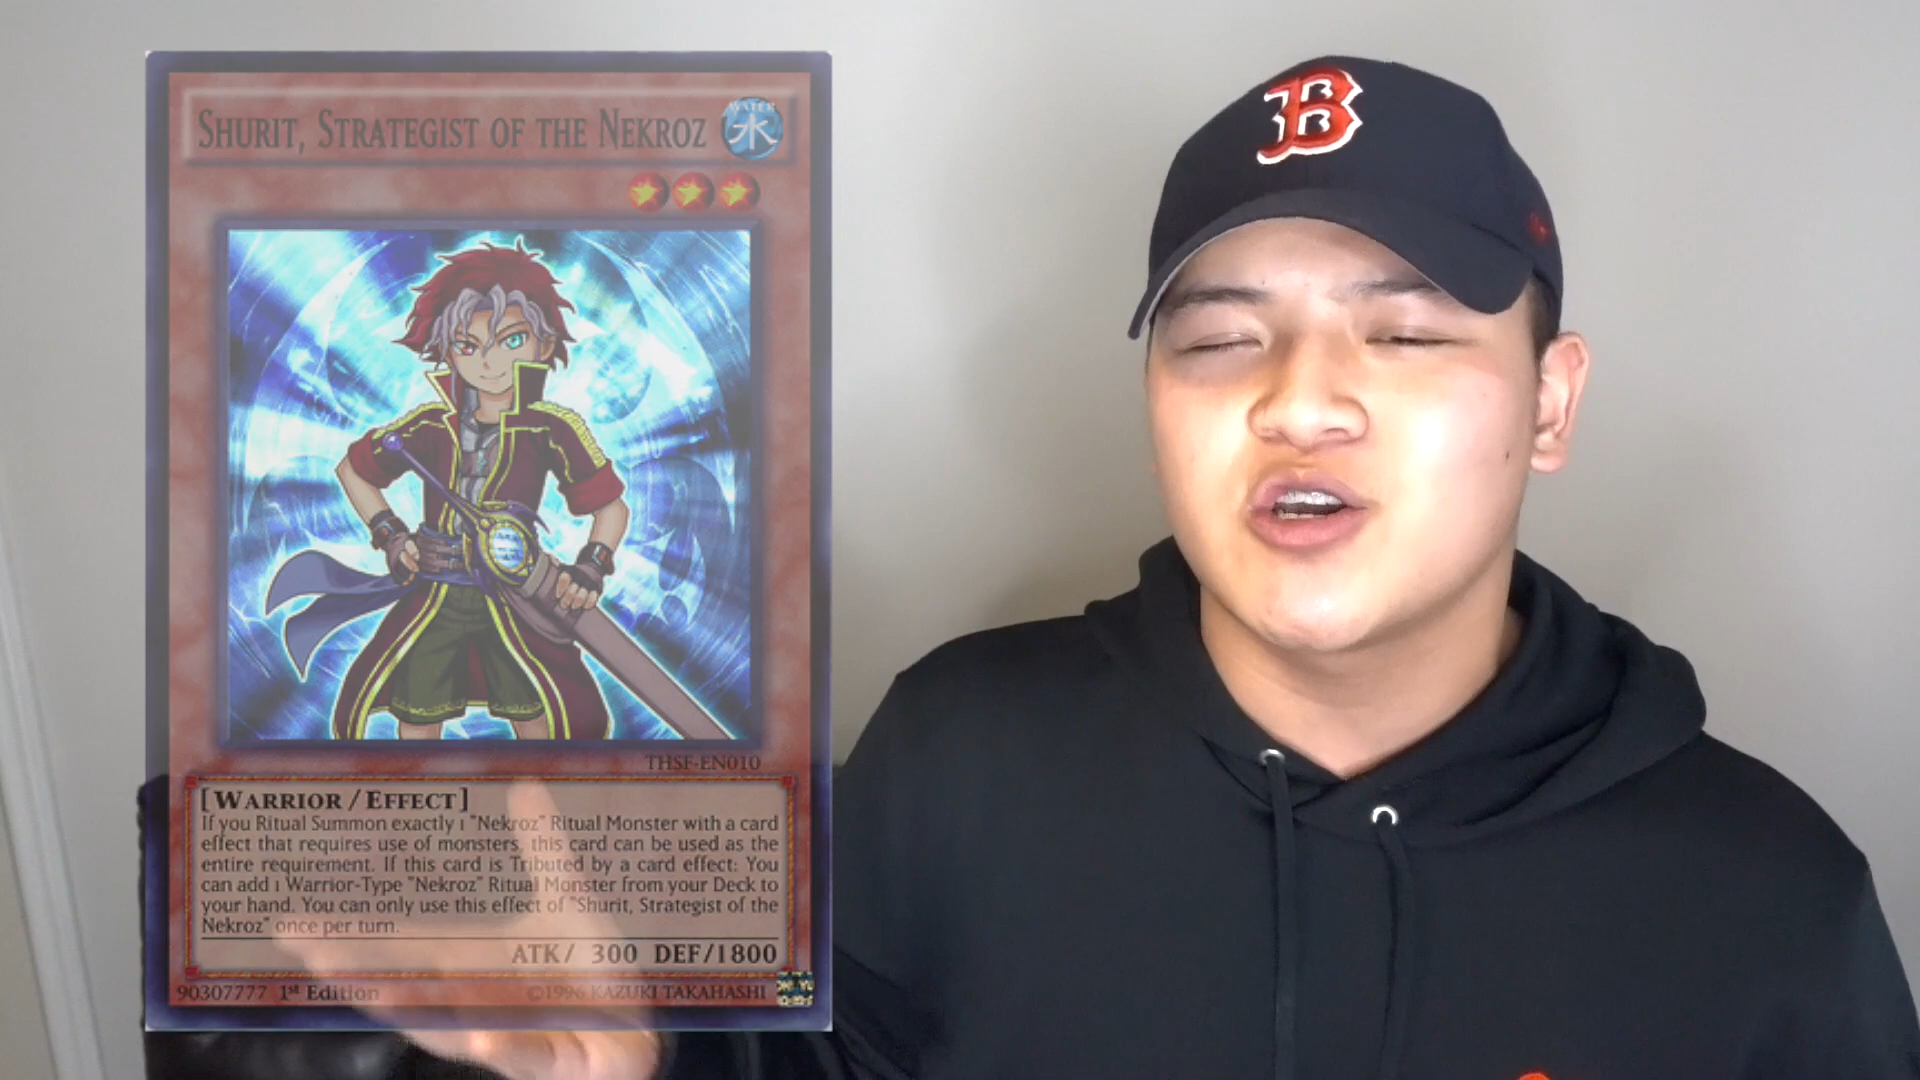 B
SHURIT, STRATEGIST OF THE NEKROZ
WATER
水
THSF-EN010
[WARRIOR/EFFECT]
If you Ritual Summon exactly 1 "Nekroz" Ritual Monster with a card
effect that requires use of monsters, this card can be used as the
entire requirement. If this card is Tributed by a card effect: You
can add 1 Warrior-Type "Nekroz" Ritual Monster from your Deck to
your hand. You can only use this effect of "Shurit, Strategist of the
Nekroz" once per turn.
ATK/ 300 DEF/1800
90307777 1st Edition ©1996 KAZUKI TAKAHASHI